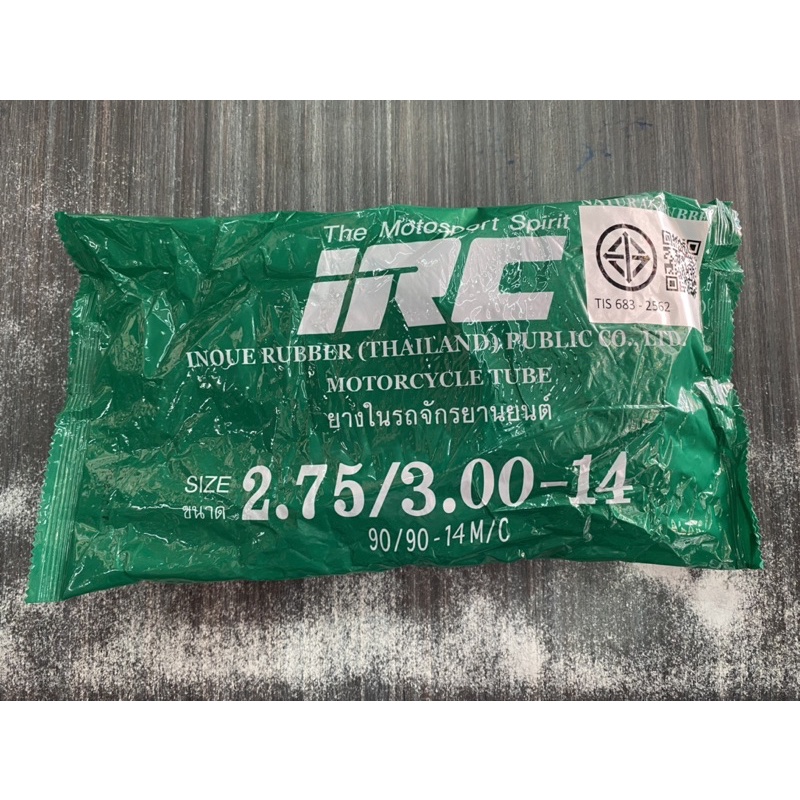 NATURAL RUBBER
The Motosport Spirit
iRC
TIS 683 - 2562
INOUE RUBBER (THAILAND) PUBLIC CO., LTD.
MOTORCYCLE TUBE
ยางในรถจักรยานยนต์
SIZE
ขนาด
2.75/3.00-14
90/90-14 M/C